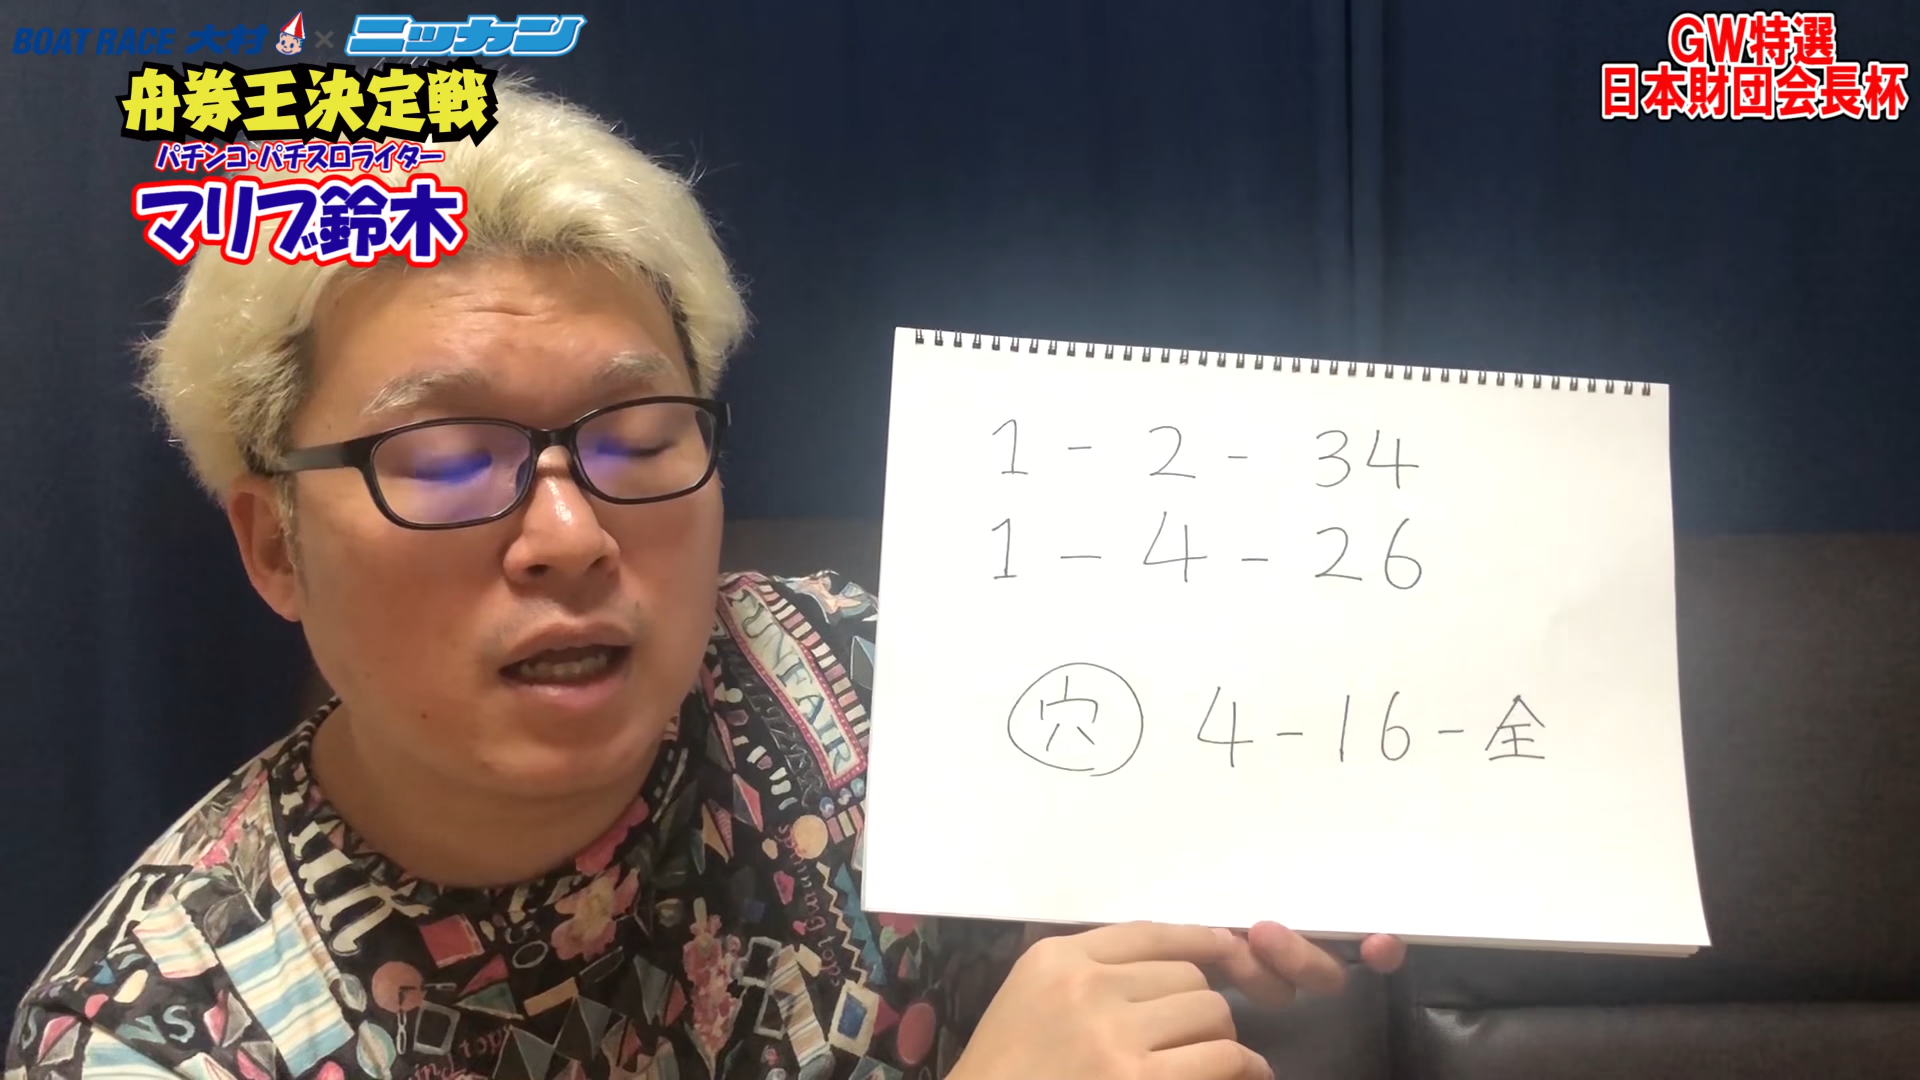 BOAT RACE 大村 × ニッカン
舟券王決定戦
パチンコ・パチスロライター
マリブ鈴木
GW特選
日本財団会長杯
1 - 2 - 34
1 - 4 - 26
穴 4 - 16 - 全
UNFAIR